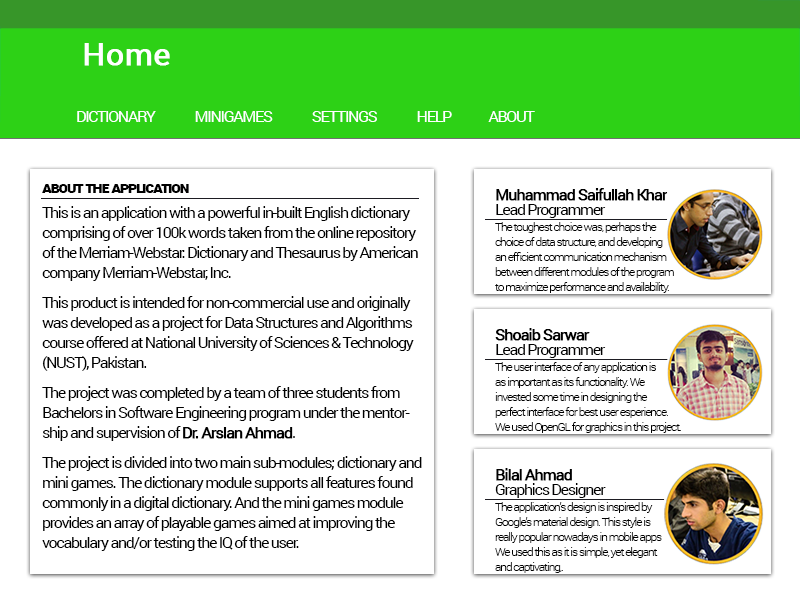 Home
DICTIONARY MINIGAMES SETTINGS HELP ABOUT
ABOUT THE APPLICATION
This is an application with a powerful in-built English dictionary
comprising of over 100k words taken from the online repository
of the Merriam-Webstar: Dictionary and Thesaurus by American
company Merriam-Webstar, Inc.
This product is intended for non-commercial use and originally
was developed as a project for Data Structures and Algorithms
course offered at National University of Sciences & Technology
(NUST), Pakistan.
The project was completed by a team of three students from
Bachelors in Software Engineering program under the mentor-
ship and supervision of Dr. Arslan Ahmad.
The project is divided into two main sub-modules; dictionary and
mini games. The dictionary module supports all features found
commonly in a digital dictionary. And the mini games module
provides an array of playable games aimed at improving the
vocabulary and/or testing the IQ of the user.
Muhammad Saifullah Khan
Lead Programmer
The toughest choice was, perhaps the
choice of data structure, and developing
an efficient communication mechanism
between different modules of the program
to maximize performance and availability.
Shoaib Sarwar
Lead Programmer
The user interface of any application is
as important as its functionality. We
invested some time in designing the
perfect interface for best user esperience.
We used OpenGL for graphics in this project.
Bilal Ahmad
Graphics Designer
The application's design is inspired by
Google's material design. This style is
really popular nowadays in mobile apps
We used this as it is simple, yet elegant
and captivating.